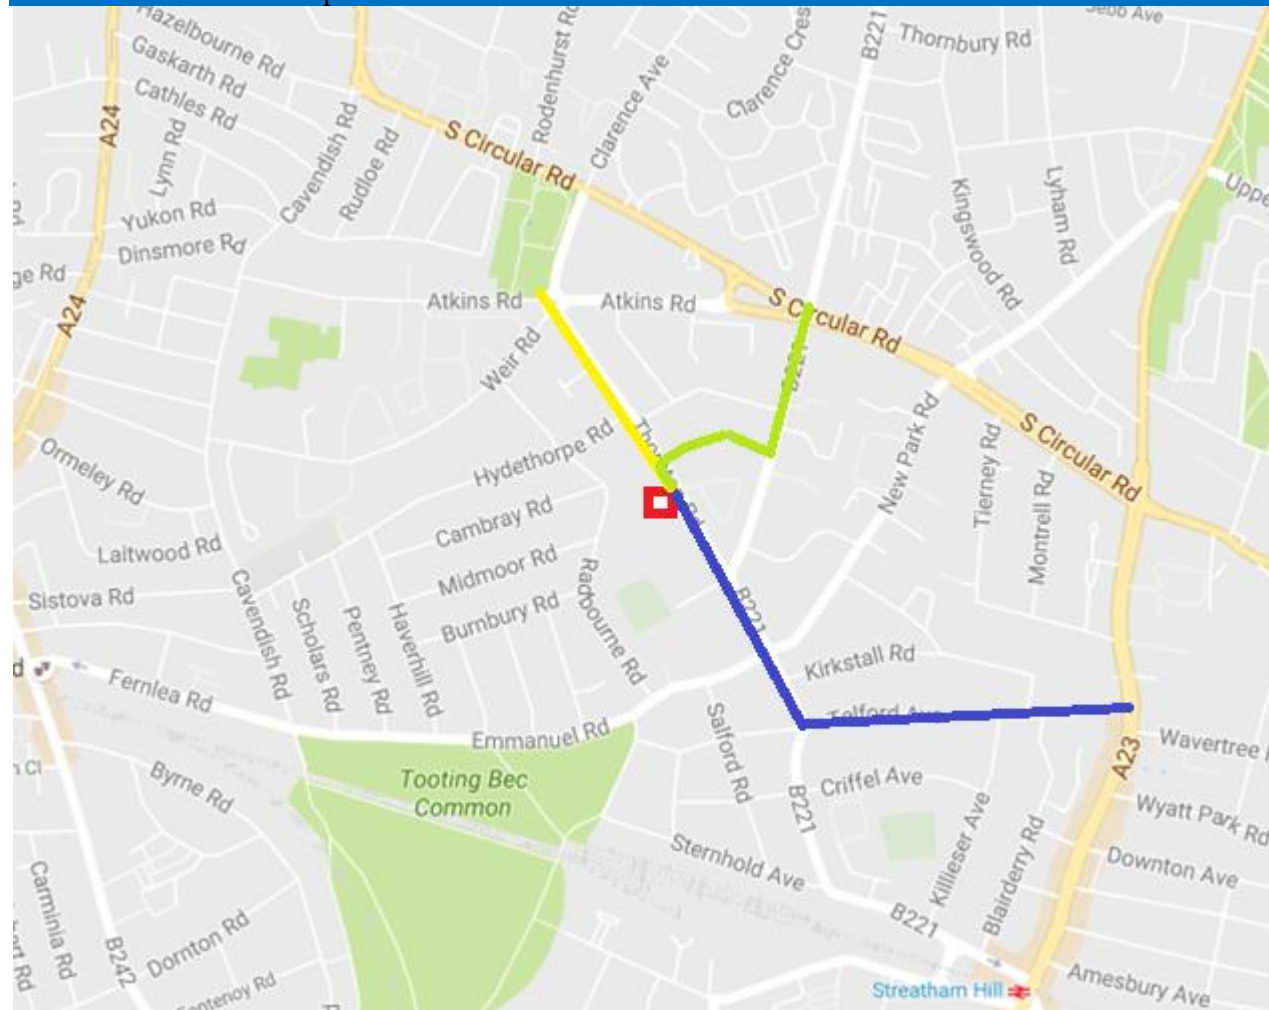 Hazelbourne Rd
Gaskarth Rd
Cathles Rd
Lynn Rd
Cavendish Rd
Rudloe Rd
Yukon Rd
Dinsmore Rd
A24
A24
S Circular Rd
Rodenhurst Rd
Clarence Ave
Clarence Cres
B221
Thornbury Rd
Kingswood Rd
Lyham Rd
Atkins Rd
Atkins Rd
S Circular Rd
Weir Rd
Hydethorpe Rd
New Park Rd
Tierney Rd
Montrell Rd
S Circular Rd
Ormeley Rd
Cambray Rd
Laitwood Rd
Midmoor Rd
Sistova Rd
Burnbury Rd
Radbourne Rd
B221
Cavendish Rd
Scholars Rd
Pentney Rd
Haverhill Rd
Kirkstall Rd
Fernlea Rd
Emmanuel Rd
Salford Rd
Telford Ave
A23
Byrne Rd
Tooting Bec
Common
B221
Criffel Ave
Wyatt Park Rd
Downton Ave
Sternhold Ave
Killieser Ave
Blairderry Rd
Carminia Rd
B242
Dornton Rd
B221
Streatham Hill
Amesbury Ave